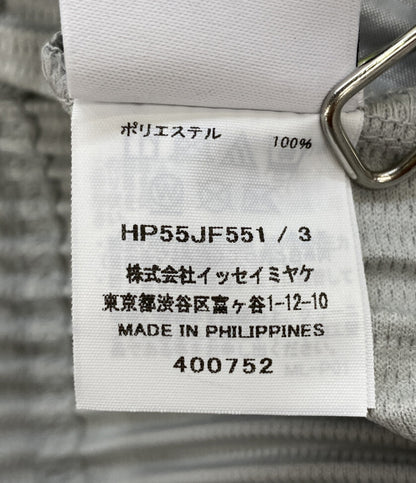 ポリエステル 100%
HP55JF551 / 3
株式会社イッセイミヤケ
東京都渋谷区富ヶ谷1-12-10
MADE IN PHILIPPINES
400752